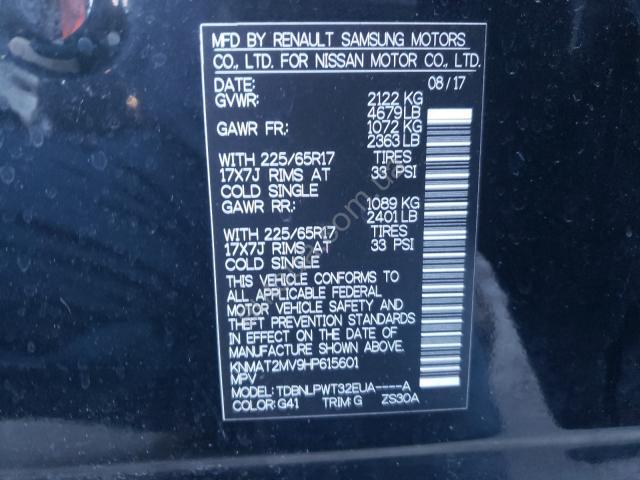 MFD BY RENAULT SAMSUNG MOTORS
CO., LTD. FOR NISSAN MOTOR CO., LTD.
DATE: 08/17
GVWR: 2122 KG
4679 LB
GAWR FR: 1072 KG
2363 LB
WITH 225/65R17 TIRES
17X7J RIMS AT 33 PSI
COLD SINGLE
GAWR RR: 1089 KG
2401 LB
WITH 225/65R17 TIRES
17X7J RIMS AT 33 PSI
COLD SINGLE
THIS VEHICLE CONFORMS TO
ALL APPLICABLE FEDERAL
MOTOR VEHICLE SAFETY AND
THEFT PREVENTION STANDARDS
IN EFFECT ON THE DATE OF
MANUFACTURE SHOWN ABOVE
KNMAT2MV9HP615601
MPV
MODEL: TDBNLPWT32EUA----A
COLOR: G41 TRIM: G ZS30A